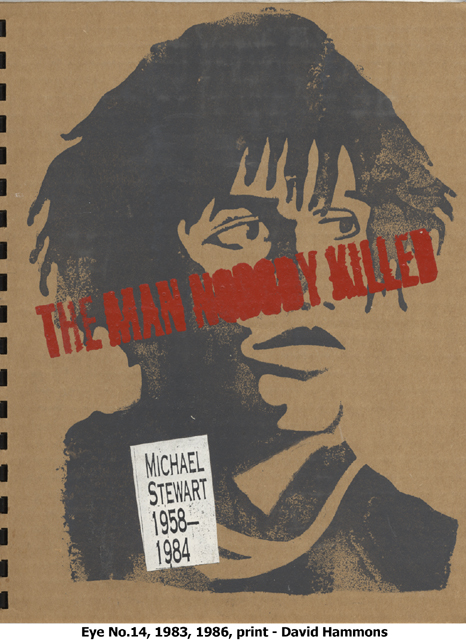 THE MAN NOBODY KILLED
MICHAEL
STEWART
1958–
1984
Eye No.14, 1983, 1986, print - David Hammons